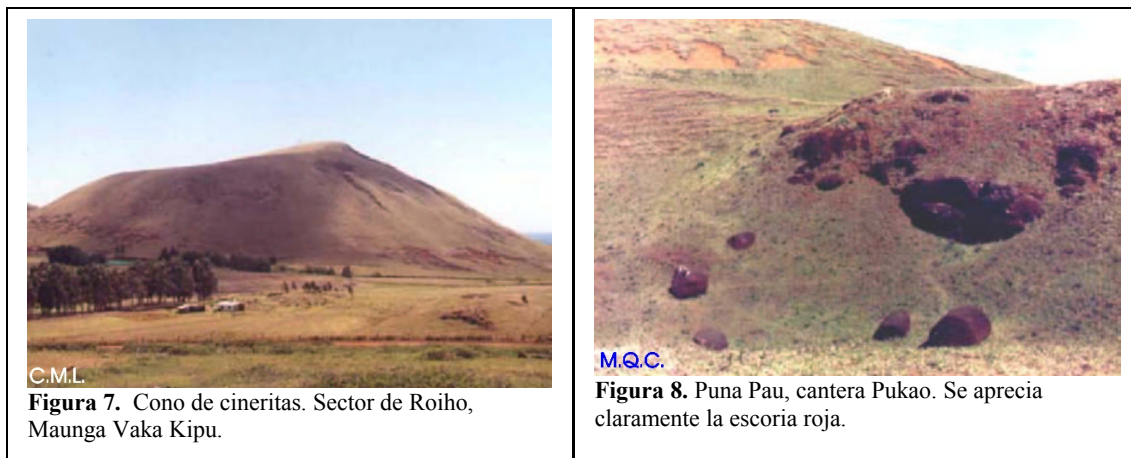 C.M.L.
Figura 7. Cono de cineritas. Sector de Roiho,
Maunga Vaka Kipu.
M.Q.C.
Figura 8. Puna Pau, cantera Pukao. Se aprecia
claramente la escoria roja.